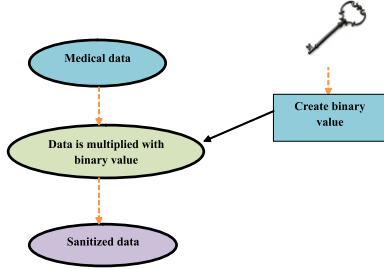 Medical data
Create binary
value
Data is multiplied with
binary value
Sanitized data